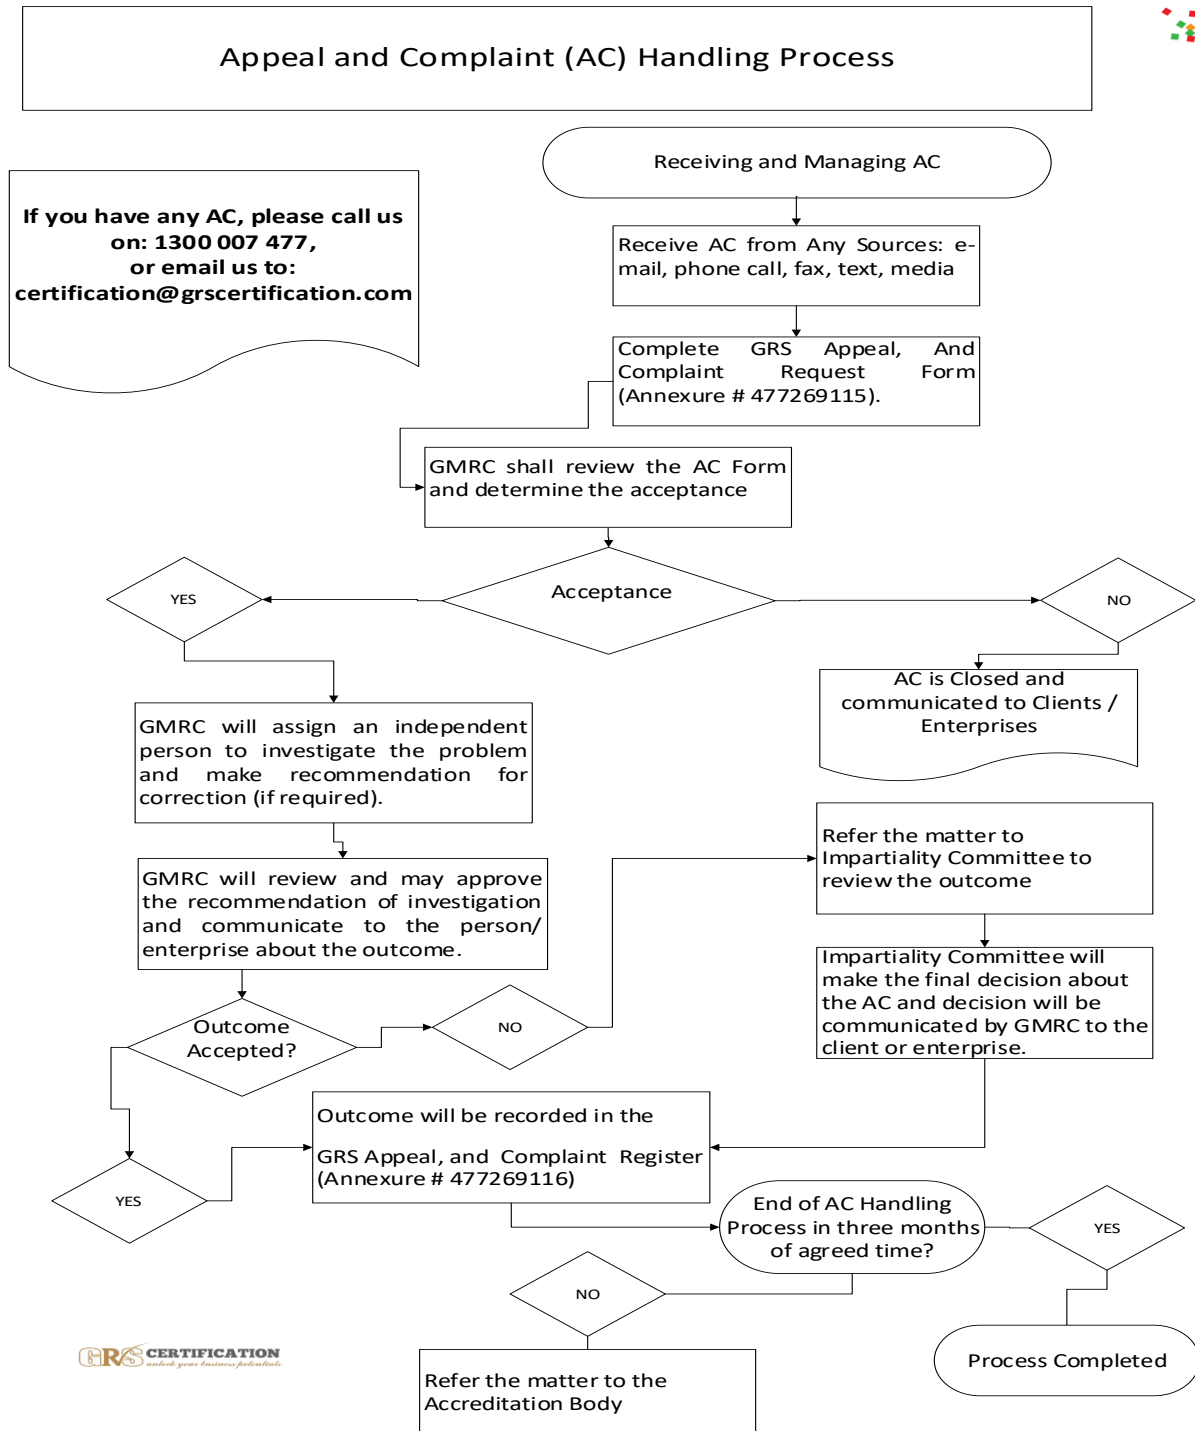 Appeal and Complaint (AC) Handling Process
Receiving and Managing AC
If you have any AC, please call us
on: 1300 007 477,
or email us to:
certification@grscertification.com
Receive AC from Any Sources: e-
mail, phone call, fax, text, media
Complete GRS Appeal, And
Complaint Request Form
(Annexure # 477269115).
GMRC shall review the AC Form
and determine the acceptance
Acceptance
YES
NO
AC is Closed and
communicated to Clients /
Enterprises
GMRC will assign an independent
person to investigate the problem
and make recommendation for
correction (if required).
Refer the matter to
Impartiality Committee to
review the outcome
GMRC will review and may approve
the recommendation of investigation
and communicate to the person/
enterprise about the outcome.
Impartiality Committee will
make the final decision about
the AC and decision will be
communicated by GMRC to the
client or enterprise.
Outcome
Accepted?
NO
YES
Outcome will be recorded in the
GRS Appeal, and Complaint Register
(Annexure # 477269116)
End of AC Handling
Process in three months
of agreed time?
YES
NO
Process Completed
Refer the matter to the
Accreditation Body
GRS CERTIFICATION
unlock your business potentials